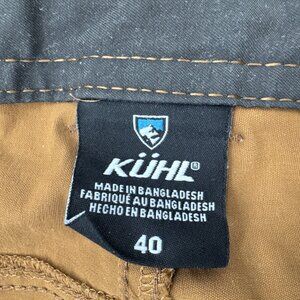 KÜHL®
MADE IN BANGLADESH
FABRIQUÉ AU BANGLADESH
HECHO EN BANGLADESH
40